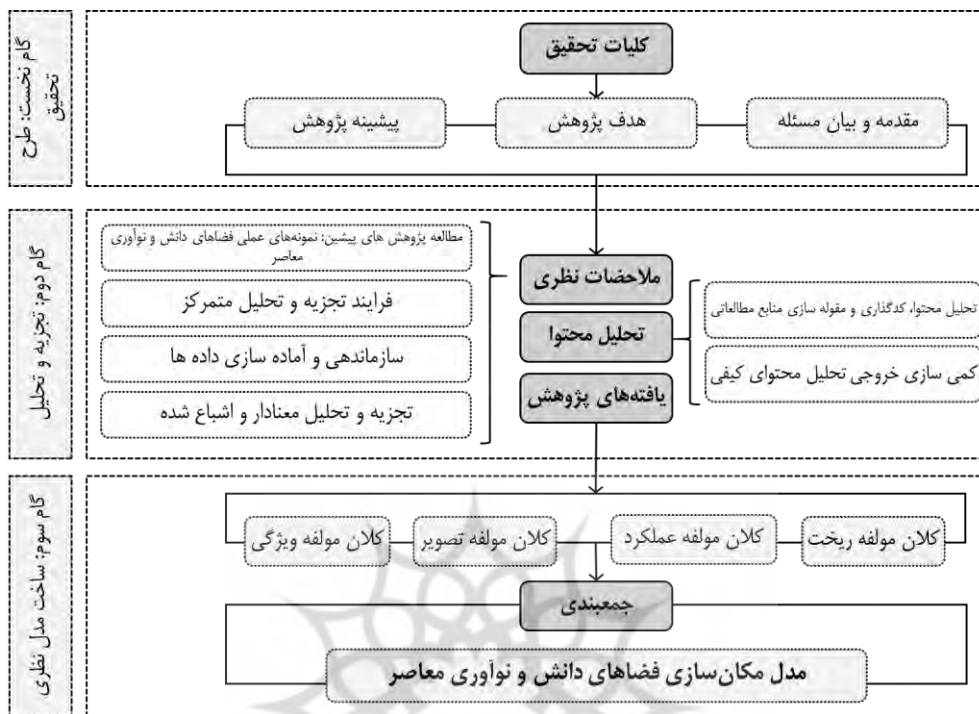 گام نخست: طرح
تحقیق
کلیات تحقیق
مقدمه و بیان مسئله
هدف پژوهش
پیشینه پژوهش
گام دوم: تجزیه و تحلیل
ملاحضات نظری
تحلیل محتوا
یافته‌های پژوهش
تحلیل محتوا، کدگذاری و مقوله سازی منابع مطالعاتی
کمی سازی خروجی تحلیل محتوای کیفی
مطالعه پژوهش های پیشین: نمونه‌های عملی فضاهای دانش و نوآوری
معاصر
فرایند تجزیه و تحلیل متمرکز
سازماندهی و آماده سازی داده ها
تجزیه و تحلیل معنادار و اشباع شده
گام سوم: ساخت مدل نظری
کلان مولفه ریخت
کلان مولفه عملکرد
کلان مولفه تصویر
کلان مولفه ویژگی
جمعبندی
مدل مکان‌سازی فضاهای دانش و نوآوری معاصر